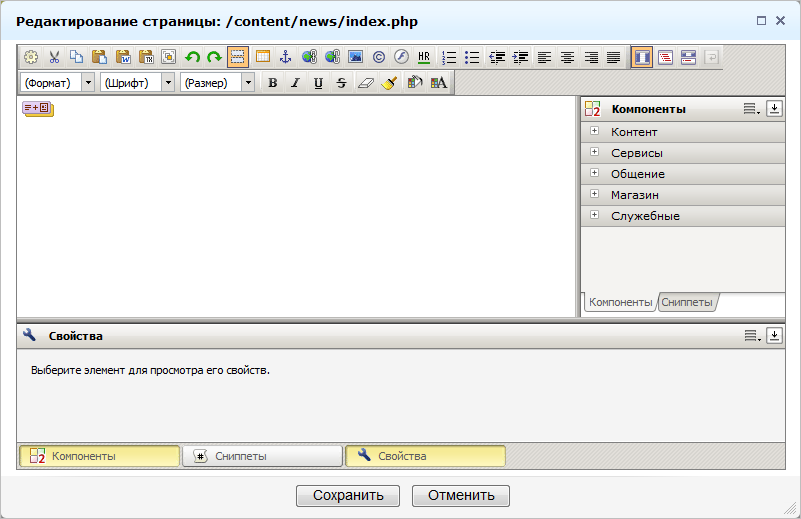 Редактирование страницы: /content/news/index.php
HR
(Формат) (Шрифт) (Размер) B I U S A
Компоненты
Контент
Сервисы
Общение
Магазин
Служебные
Компоненты Сниппеты
Свойства
Выберите элемент для просмотра его свойств.
Компоненты Сниппеты Свойства
Сохранить Отменить